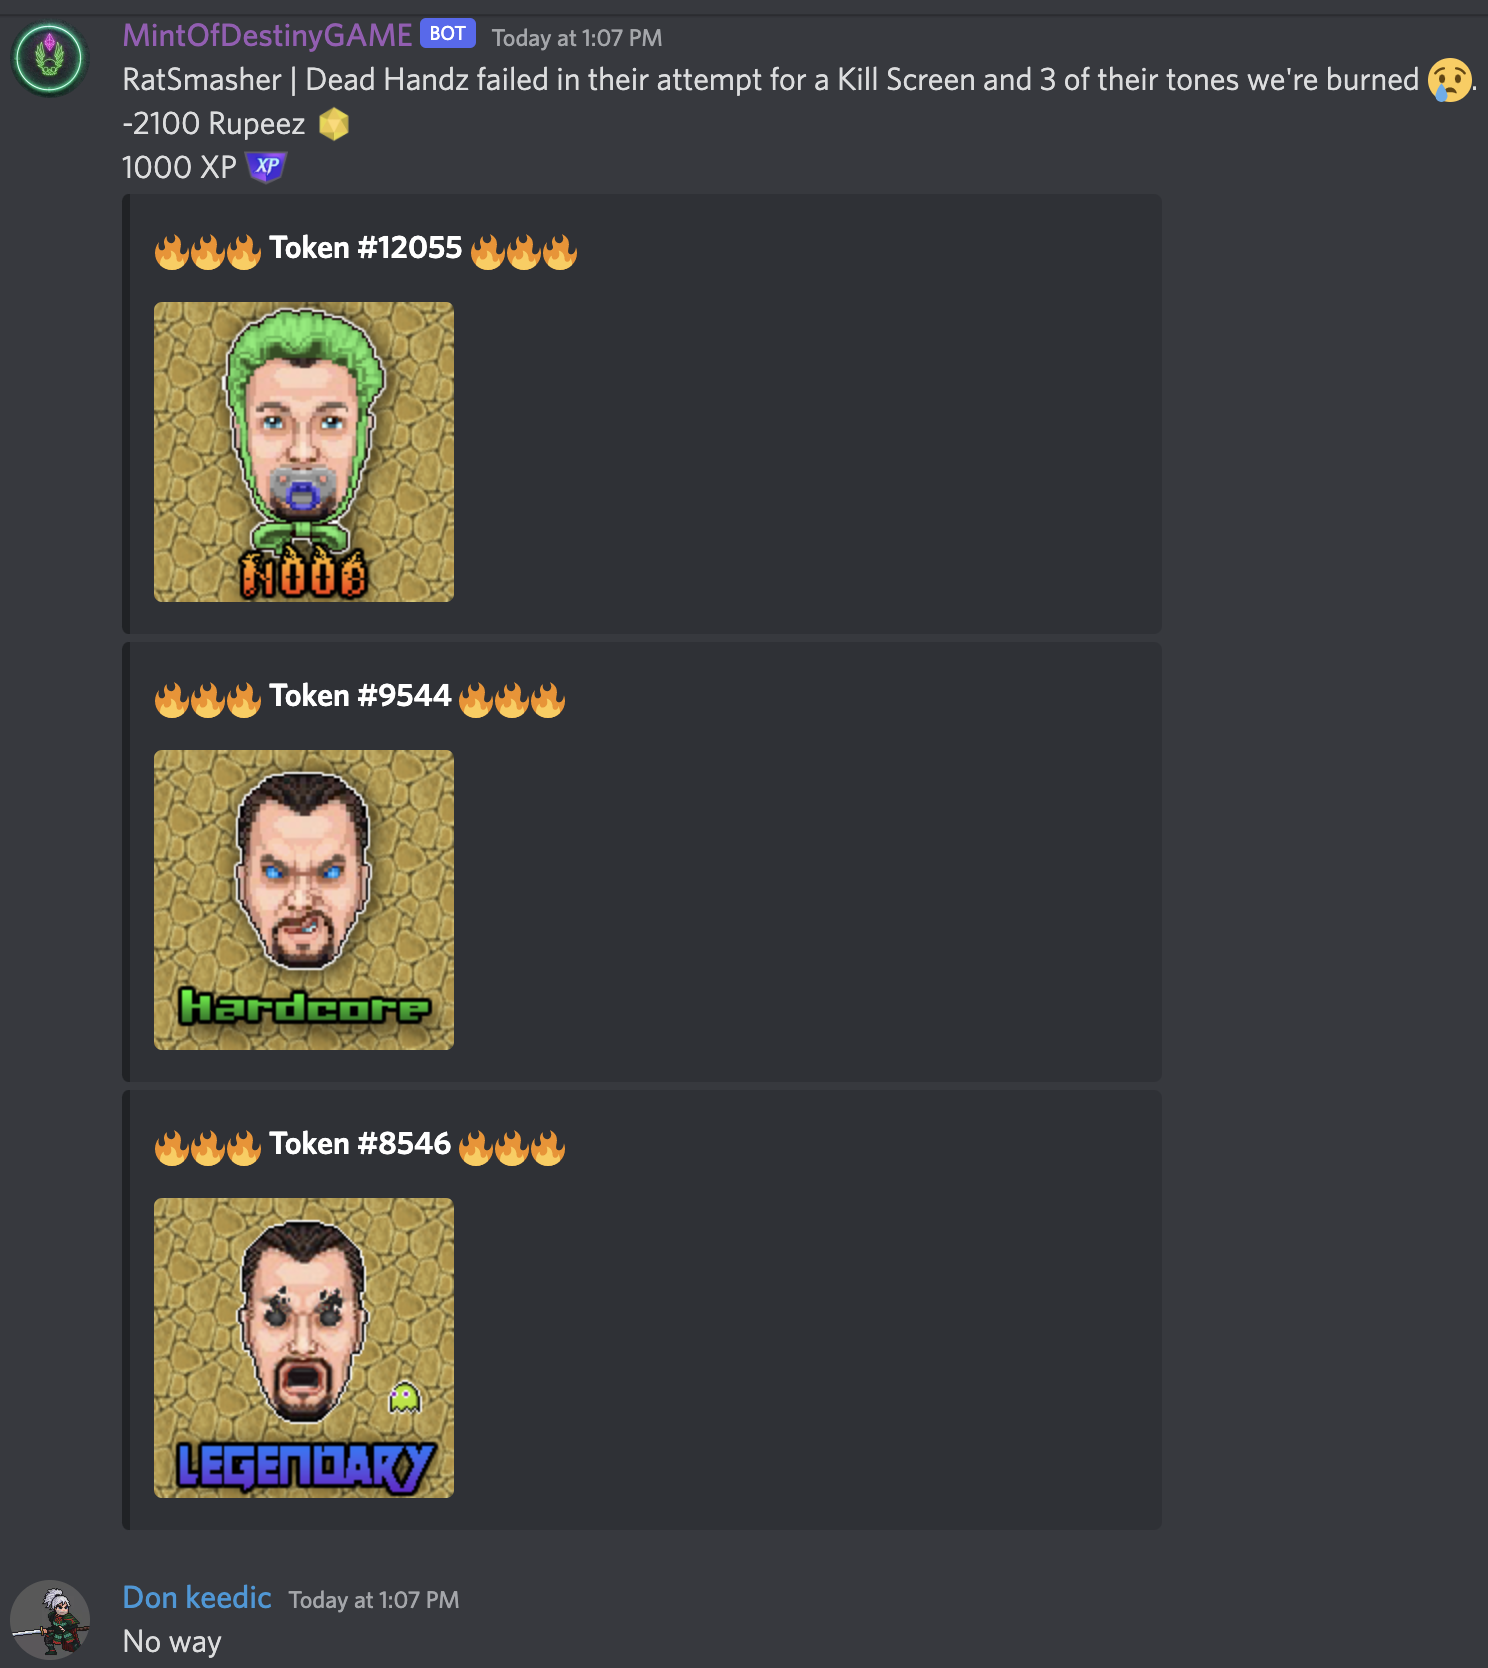 MintOfDestinyGAME BOT Today at 1:07 PM
RatSmasher | Dead Handz failed in their attempt for a Kill Screen and 3 of their tones we're burned 😢.
-2100 Rupeez
1000 XP XP
🔥🔥🔥 Token #12055 🔥🔥🔥
NOOB
🔥🔥🔥 Token #9544 🔥🔥🔥
Hardcore
🔥🔥🔥 Token #8546 🔥🔥🔥
LEGENDARY
Don keedic Today at 1:07 PM
No way